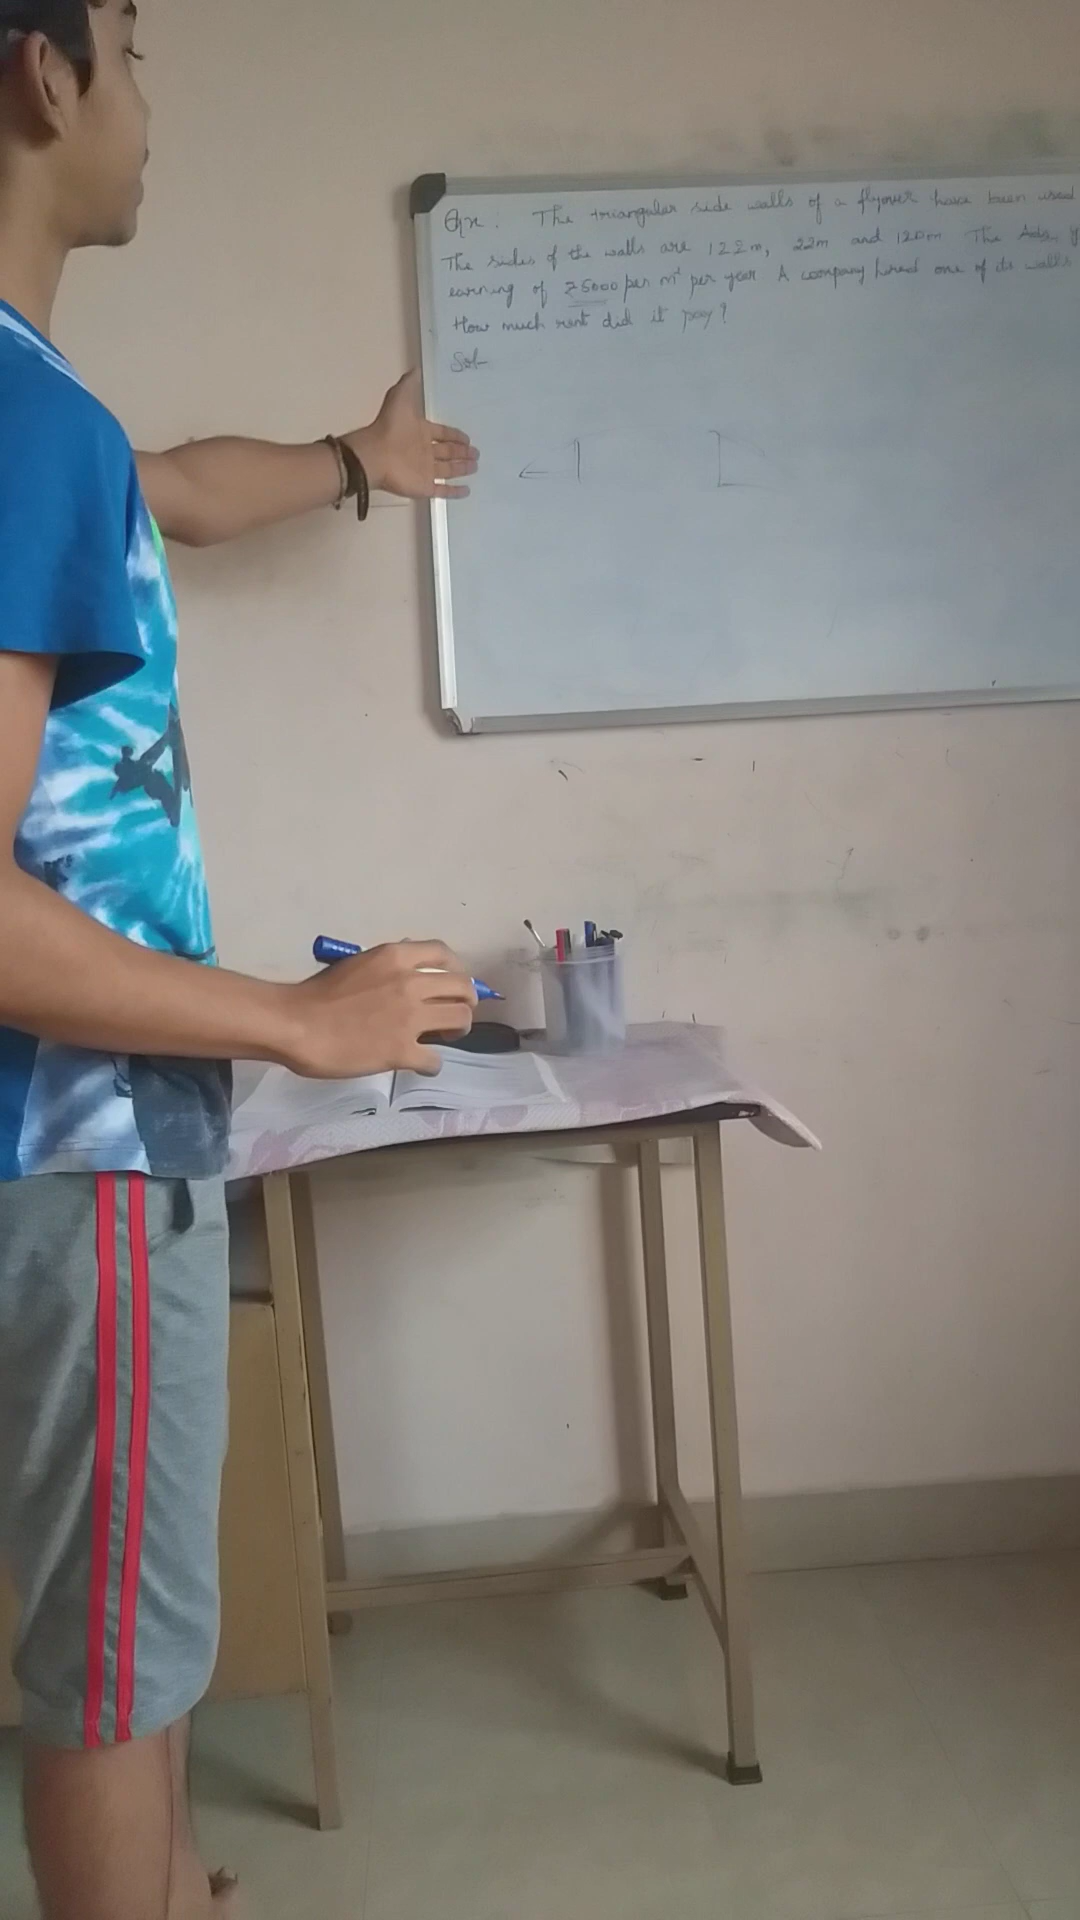 Qn: The triangular side walls of a flyover have been used
The sides of the walls are 122m, 22m and 120m The Ads, y
earning of ₹5000 per m² per year A company hired one of its walls
How much rent did it pay?
Sol-